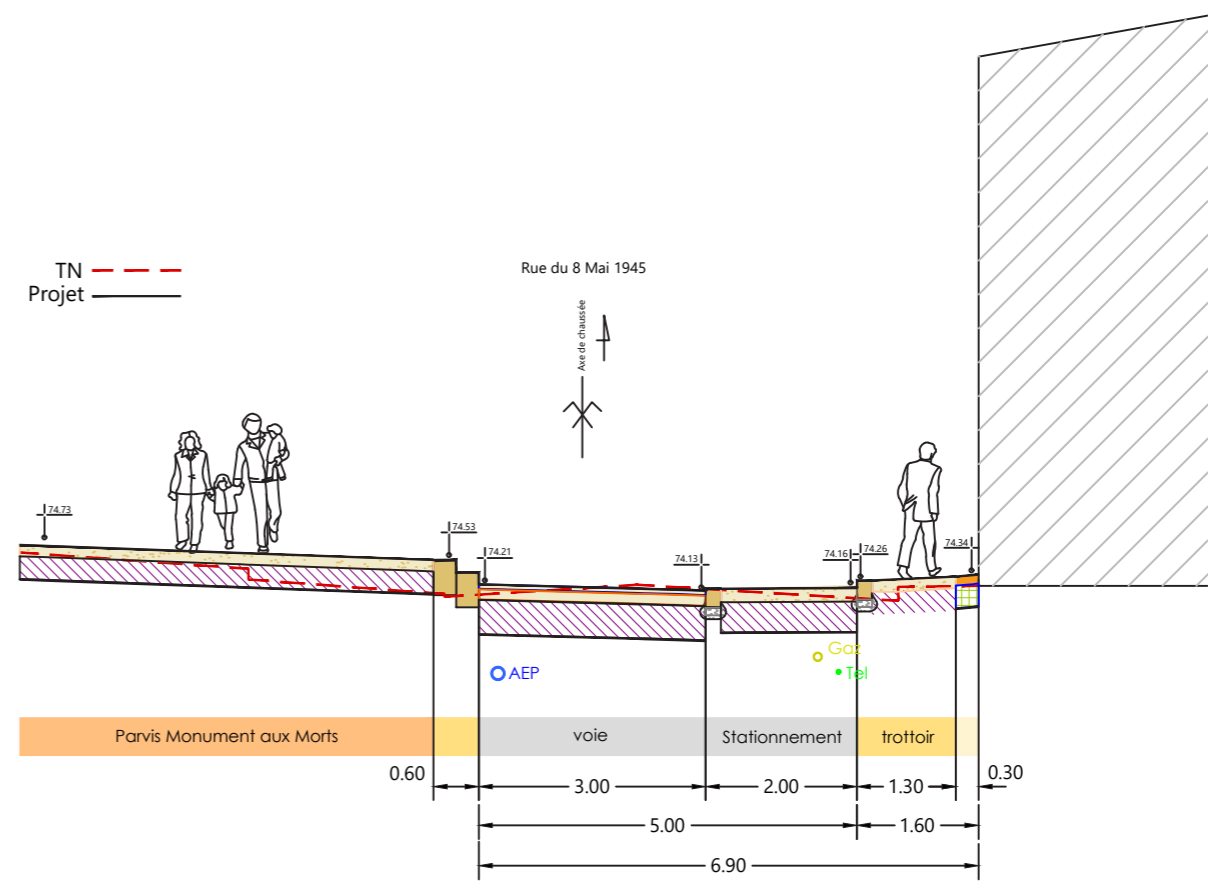 Rue du 8 Mai 1945
TN
Projet
Axe de chaussée
74.73
74.53
74.21
74.13
74.16
74.26
74.34
Gaz
Tel
AEP
Parvis Monument aux Morts
voie
Stationnement
trottoir
0.60
3.00
2.00
1.30
0.30
5.00
1.60
6.90